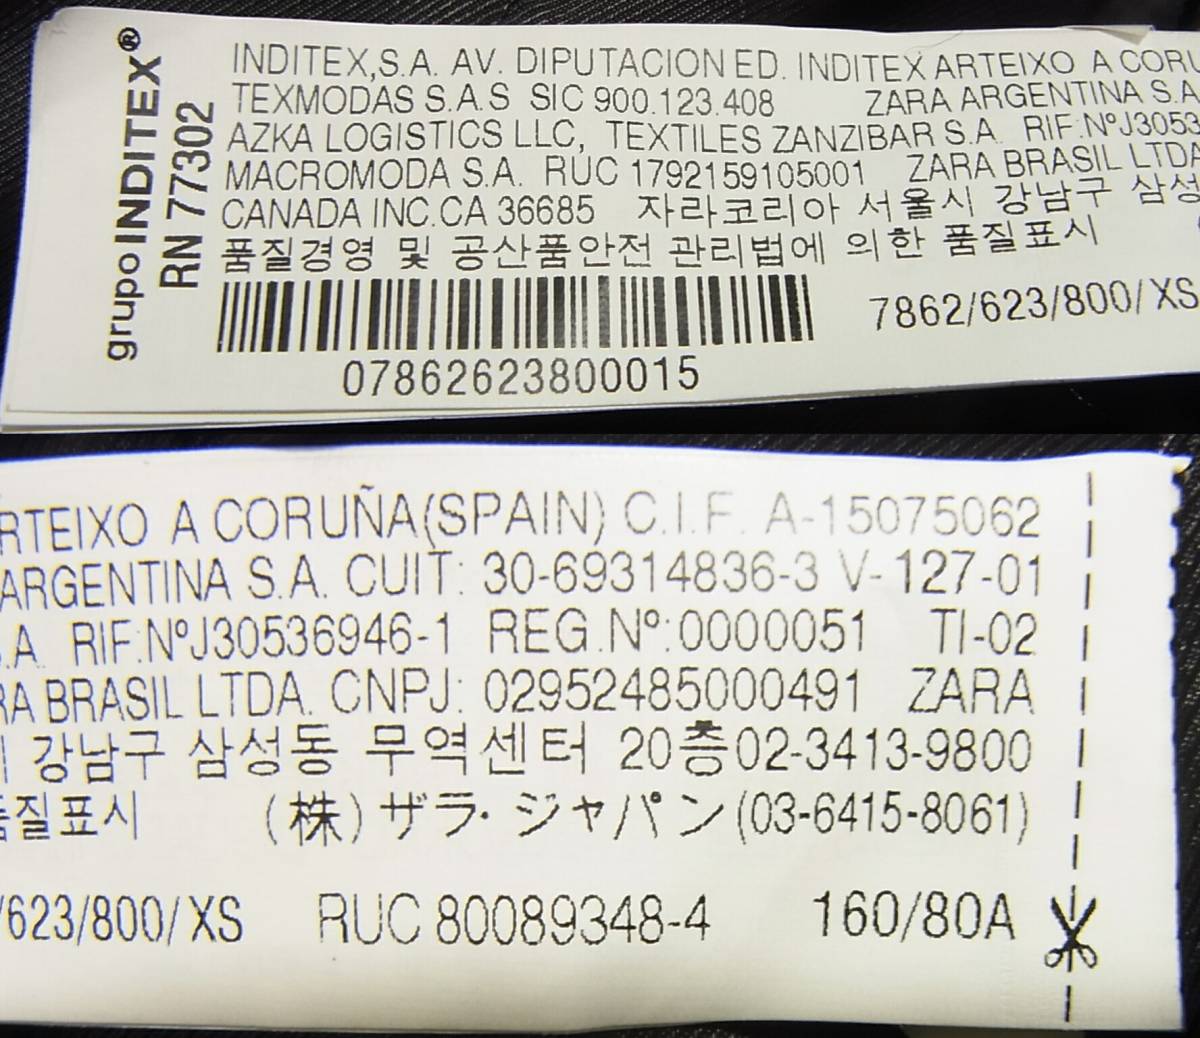 grupo INDITEX®
RN 77302
INDITEX,S.A. AV. DIPUTACION ED. INDITEX ARTEIXO A CORU
TEXMODAS S.A.S SIC 900.123.408 ZARA ARGENTINA S.A
AZKA LOGISTICS LLC, TEXTILES ZANZIBAR S.A. RIF.NºJ3053
MACROMODA S.A. RUC 1792159105001 ZARA BRASIL LTDA
CANADA INC.CA 36685 자라코리아 서울시 강남구 삼성
품질경영 및 공산품안전 관리법에 의한 품질표시
7862/623/800/XS
07862623800015
RTEIXO A CORUÑA(SPAIN) C.I.F. A-15075062
ARGENTINA S.A. CUIT: 30-69314836-3 V-127-01
.A. RIF.NºJ30536946-1 REG.Nº:0000051 TI-02
RA BRASIL LTDA. CNPJ: 02952485000491 ZARA
강남구 삼성동 무역센터 20층02-3413-9800
품질표시 (株)ザラ・ジャパン(03-6415-8061)
/623/800/XS RUC 80089348-4 160/80A